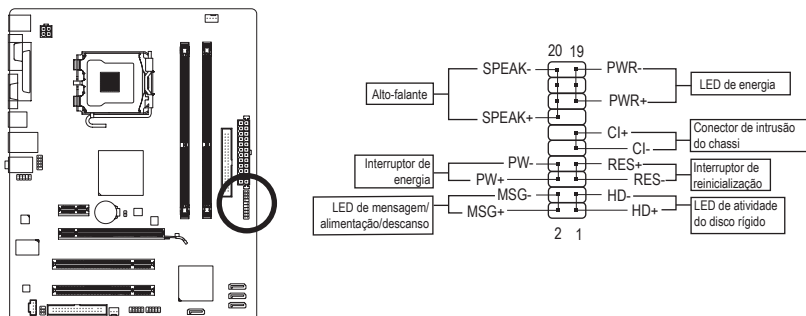 20 19
SPEAK- PWR-
Alto-falante
LED de energia
PWR+
SPEAK+
CI+
Conector de intrusão
do chassi
CI-
Interruptor de
energia
PW- RES+
Interruptor de
reinicialização
PW+ RES-
LED de mensagem/
alimentação/descanso
MSG- HD-
LED de atividade
do disco rígido
MSG+ HD+
2 1